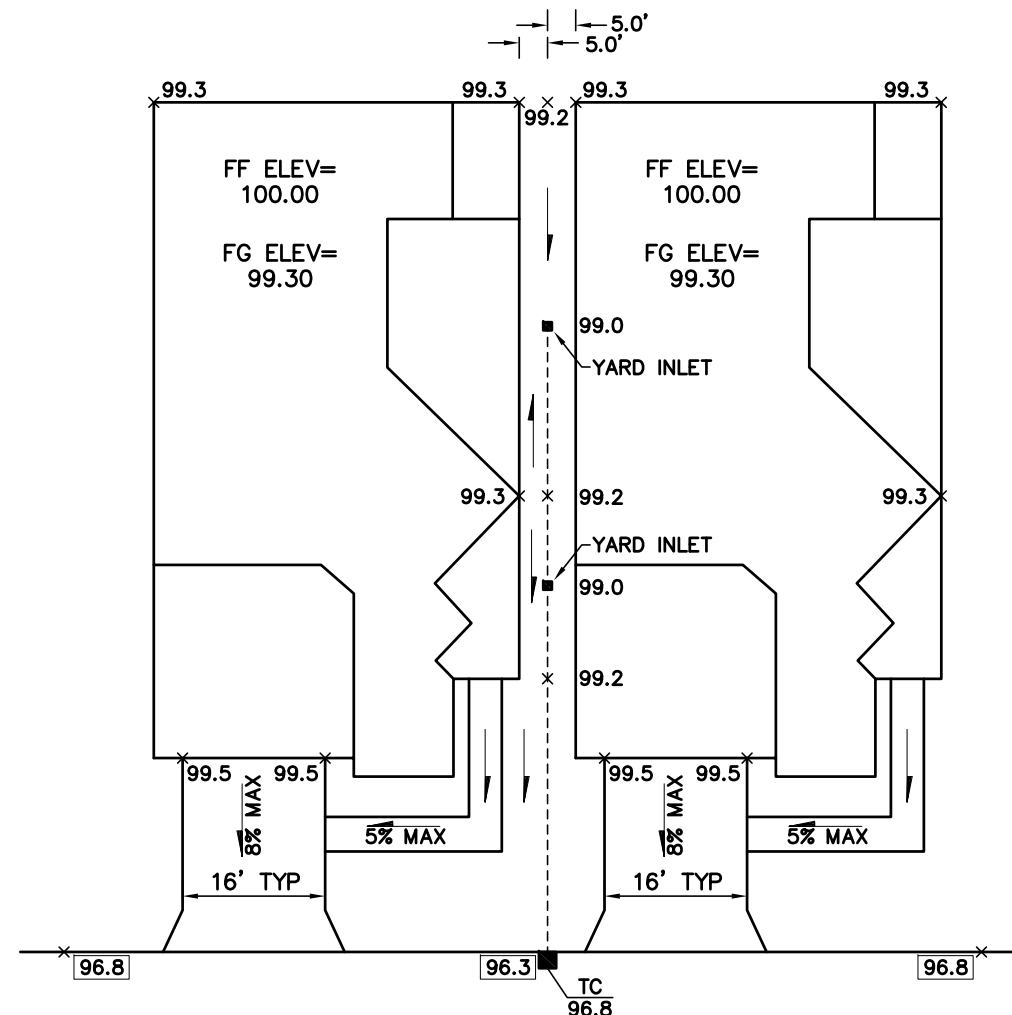 5.0'
5.0'
99.3
99.3
99.3
99.3
99.2
FF ELEV=
100.00
FF ELEV=
100.00
FG ELEV=
99.30
FG ELEV=
99.30
99.0
YARD INLET
99.3
99.2
99.3
YARD INLET
99.0
99.2
99.5
99.5
99.5
99.5
8% MAX
5% MAX
8% MAX
5% MAX
16' TYP
16' TYP
96.8
96.3
96.8
TC
96.8